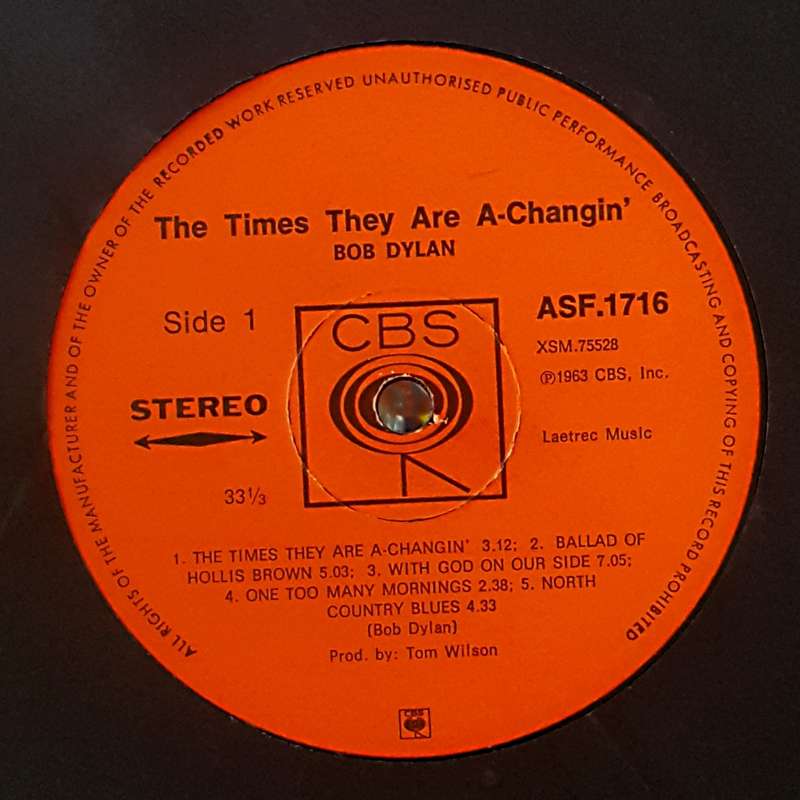 ALL RIGHTS OF THE MANUFACTURER AND OF THE OWNER OF THE RECORDED WORK RESERVED UNAUTHORISED PUBLIC PERFORMANCE BROADCASTING AND COPYING OF THIS RECORD PROHIBITED
The Times They Are A-Changin'
BOB DYLAN
Side 1
ASF.1716
XSM.75528
℗1963 CBS, Inc.
CBS
STEREO
Laetrec Music
33⅓
1. THE TIMES THEY ARE A-CHANGIN' 3.12; 2. BALLAD OF
HOLLIS BROWN 5.03; 3. WITH GOD ON OUR SIDE 7.05;
4. ONE TOO MANY MORNINGS 2.38; 5. NORTH
COUNTRY BLUES 4.33
(Bob Dylan)
Prod. by: Tom Wilson
CBS